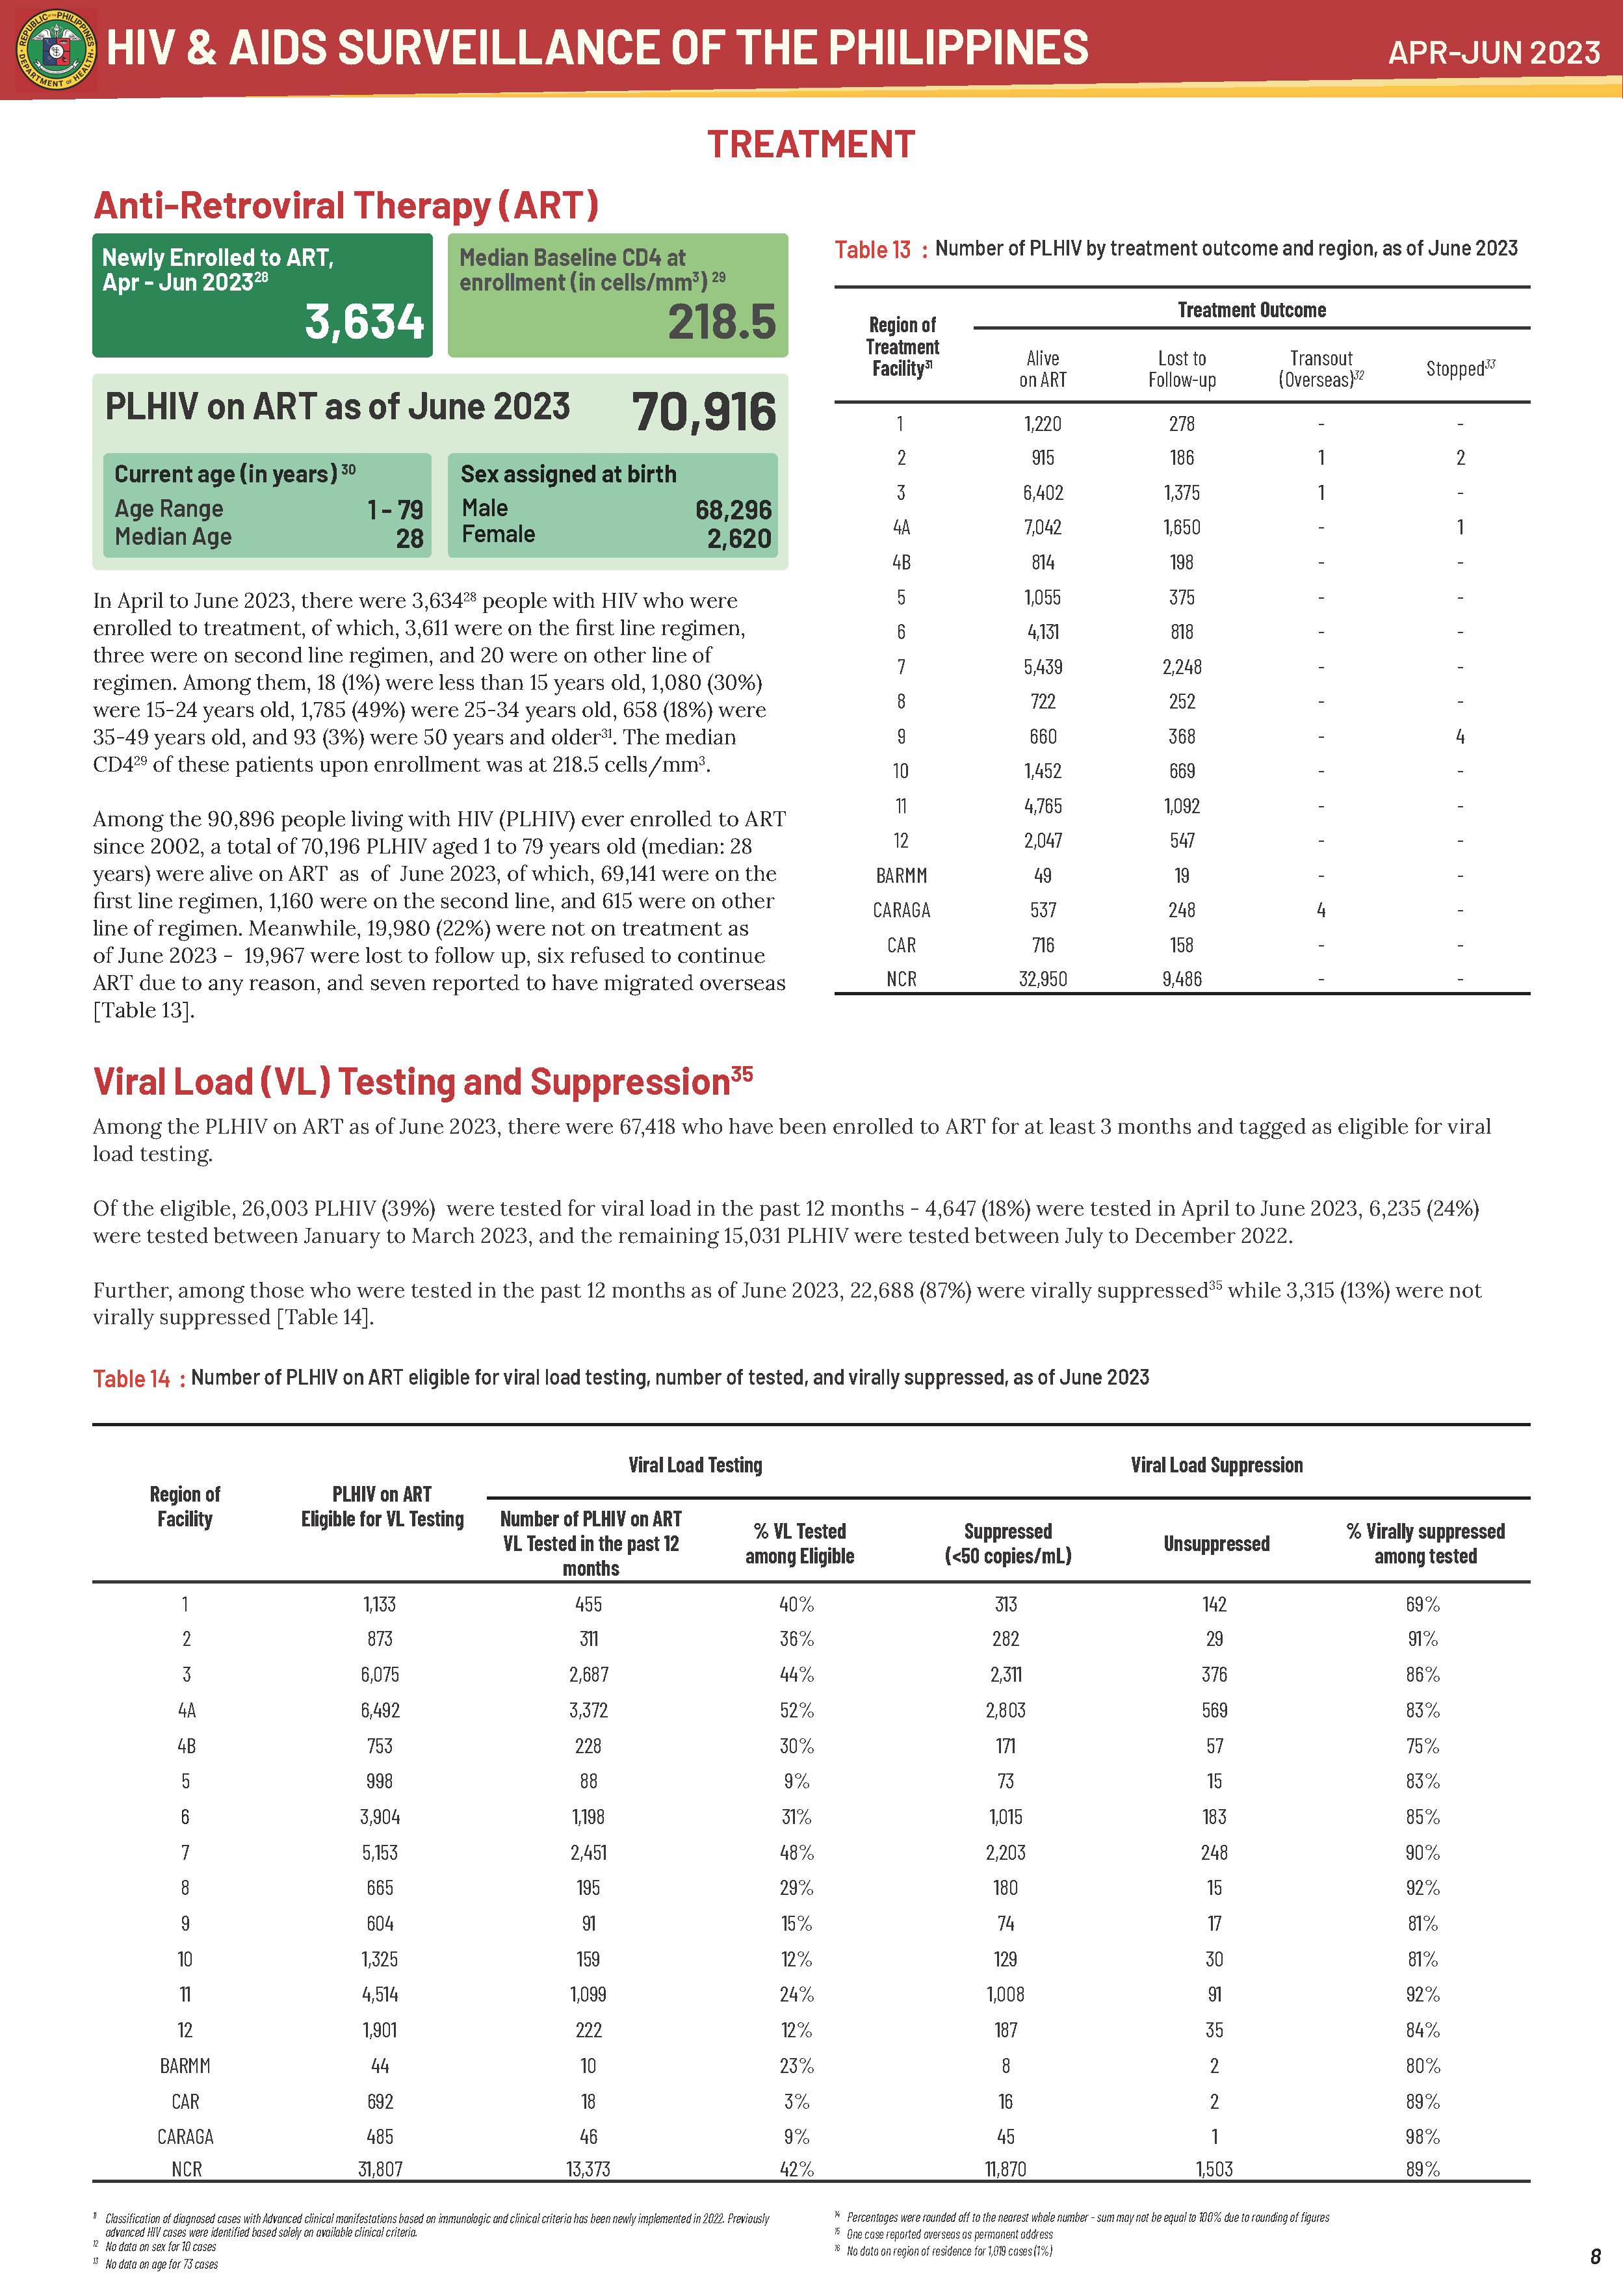 HIV & AIDS SURVEILLANCE OF THE PHILIPPINES
APR-JUN 2023
REPUBLIC OF THE PHILIPPINES
DEPARTMENT OF HEALTH
TREATMENT
Anti-Retroviral Therapy (ART)
Newly Enrolled to ART,
Apr - Jun 2023²⁸
3,634
Median Baseline CD4 at
enrollment (in cells/mm³) ²⁹
218.5
PLHIV on ART as of June 2023 70,916
Current age (in years) ³⁰
Age Range 1 - 79
Median Age 28
Sex assigned at birth
Male 68,296
Female 2,620
In April to June 2023, there were 3,634²⁸ people with HIV who were
enrolled to treatment, of which, 3,611 were on the first line regimen,
three were on second line regimen, and 20 were on other line of
regimen. Among them, 18 (1%) were less than 15 years old, 1,080 (30%)
were 15-24 years old, 1,785 (49%) were 25-34 years old, 658 (18%) were
35-49 years old, and 93 (3%) were 50 years and older³¹. The median
CD4²⁹ of these patients upon enrollment was at 218.5 cells/mm³.
Among the 90,896 people living with HIV (PLHIV) ever enrolled to ART
since 2002, a total of 70,196 PLHIV aged 1 to 79 years old (median: 28
years) were alive on ART as of June 2023, of which, 69,141 were on the
first line regimen, 1,160 were on the second line, and 615 were on other
line of regimen. Meanwhile, 19,980 (22%) were not on treatment as
of June 2023 - 19,967 were lost to follow up, six refused to continue
ART due to any reason, and seven reported to have migrated overseas
[Table 13].
Table 13 : Number of PLHIV by treatment outcome and region, as of June 2023
Treatment Outcome
Region of
Treatment
Facility³¹
Alive
on ART
Lost to
Follow-up
Transout
(Overseas)³²
Stopped³³
1 1,220 278 - -
2 915 186 1 2
3 6,402 1,375 1 -
4A 7,042 1,650 - 1
4B 814 198 - -
5 1,055 375 - -
6 4,131 818 - -
7 5,439 2,248 - -
8 722 252 - -
9 660 368 - 4
10 1,452 669 - -
11 4,765 1,092 - -
12 2,047 547 - -
BARMM 49 19 - -
CARAGA 537 248 4 -
CAR 716 158 - -
NCR 32,950 9,486 - -
Viral Load (VL) Testing and Suppression³⁵
Among the PLHIV on ART as of June 2023, there were 67,418 who have been enrolled to ART for at least 3 months and tagged as eligible for viral
load testing.
Of the eligible, 26,003 PLHIV (39%) were tested for viral load in the past 12 months - 4,647 (18%) were tested in April to June 2023, 6,235 (24%)
were tested between January to March 2023, and the remaining 15,031 PLHIV were tested between July to December 2022.
Further, among those who were tested in the past 12 months as of June 2023, 22,688 (87%) were virally suppressed³⁵ while 3,315 (13%) were not
virally suppressed [Table 14].
Table 14 : Number of PLHIV on ART eligible for viral load testing, number of tested, and virally suppressed, as of June 2023
Viral Load Testing
Viral Load Suppression
Region of
Facility
PLHIV on ART
Eligible for VL Testing
Number of PLHIV on ART
VL Tested in the past 12
months
% VL Tested
among Eligible
Suppressed
(<50 copies/mL)
Unsuppressed
% Virally suppressed
among tested
1 1,133 455 40% 313 142 69%
2 873 311 36% 282 29 91%
3 6,075 2,687 44% 2,311 376 86%
4A 6,492 3,372 52% 2,803 569 83%
4B 753 228 30% 171 57 75%
5 998 88 9% 73 15 83%
6 3,904 1,198 31% 1,015 183 85%
7 5,153 2,451 48% 2,203 248 90%
8 665 195 29% 180 15 92%
9 604 91 15% 74 17 81%
10 1,325 159 12% 129 30 81%
11 4,514 1,099 24% 1,008 91 92%
12 1,901 222 12% 187 35 84%
BARMM 44 10 23% 8 2 80%
CAR 692 18 3% 16 2 89%
CARAGA 485 46 9% 45 1 98%
NCR 31,807 13,373 42% 11,870 1,503 89%
¹¹ Classification of diagnosed cases with Advanced clinical manifestations based on immunologic and clinical criteria has been newly implemented in 2022. Previously
advanced HIV cases were identified based solely on available clinical criteria.
¹² No data on sex for 10 cases
¹³ No data on age for 73 cases
¹⁴ Percentages were rounded off to the nearest whole number - sum may not be equal to 100% due to rounding of figures
¹⁵ One case reported overseas as permanent address
¹⁶ No data on region of residence for 1,019 cases (1%)
8